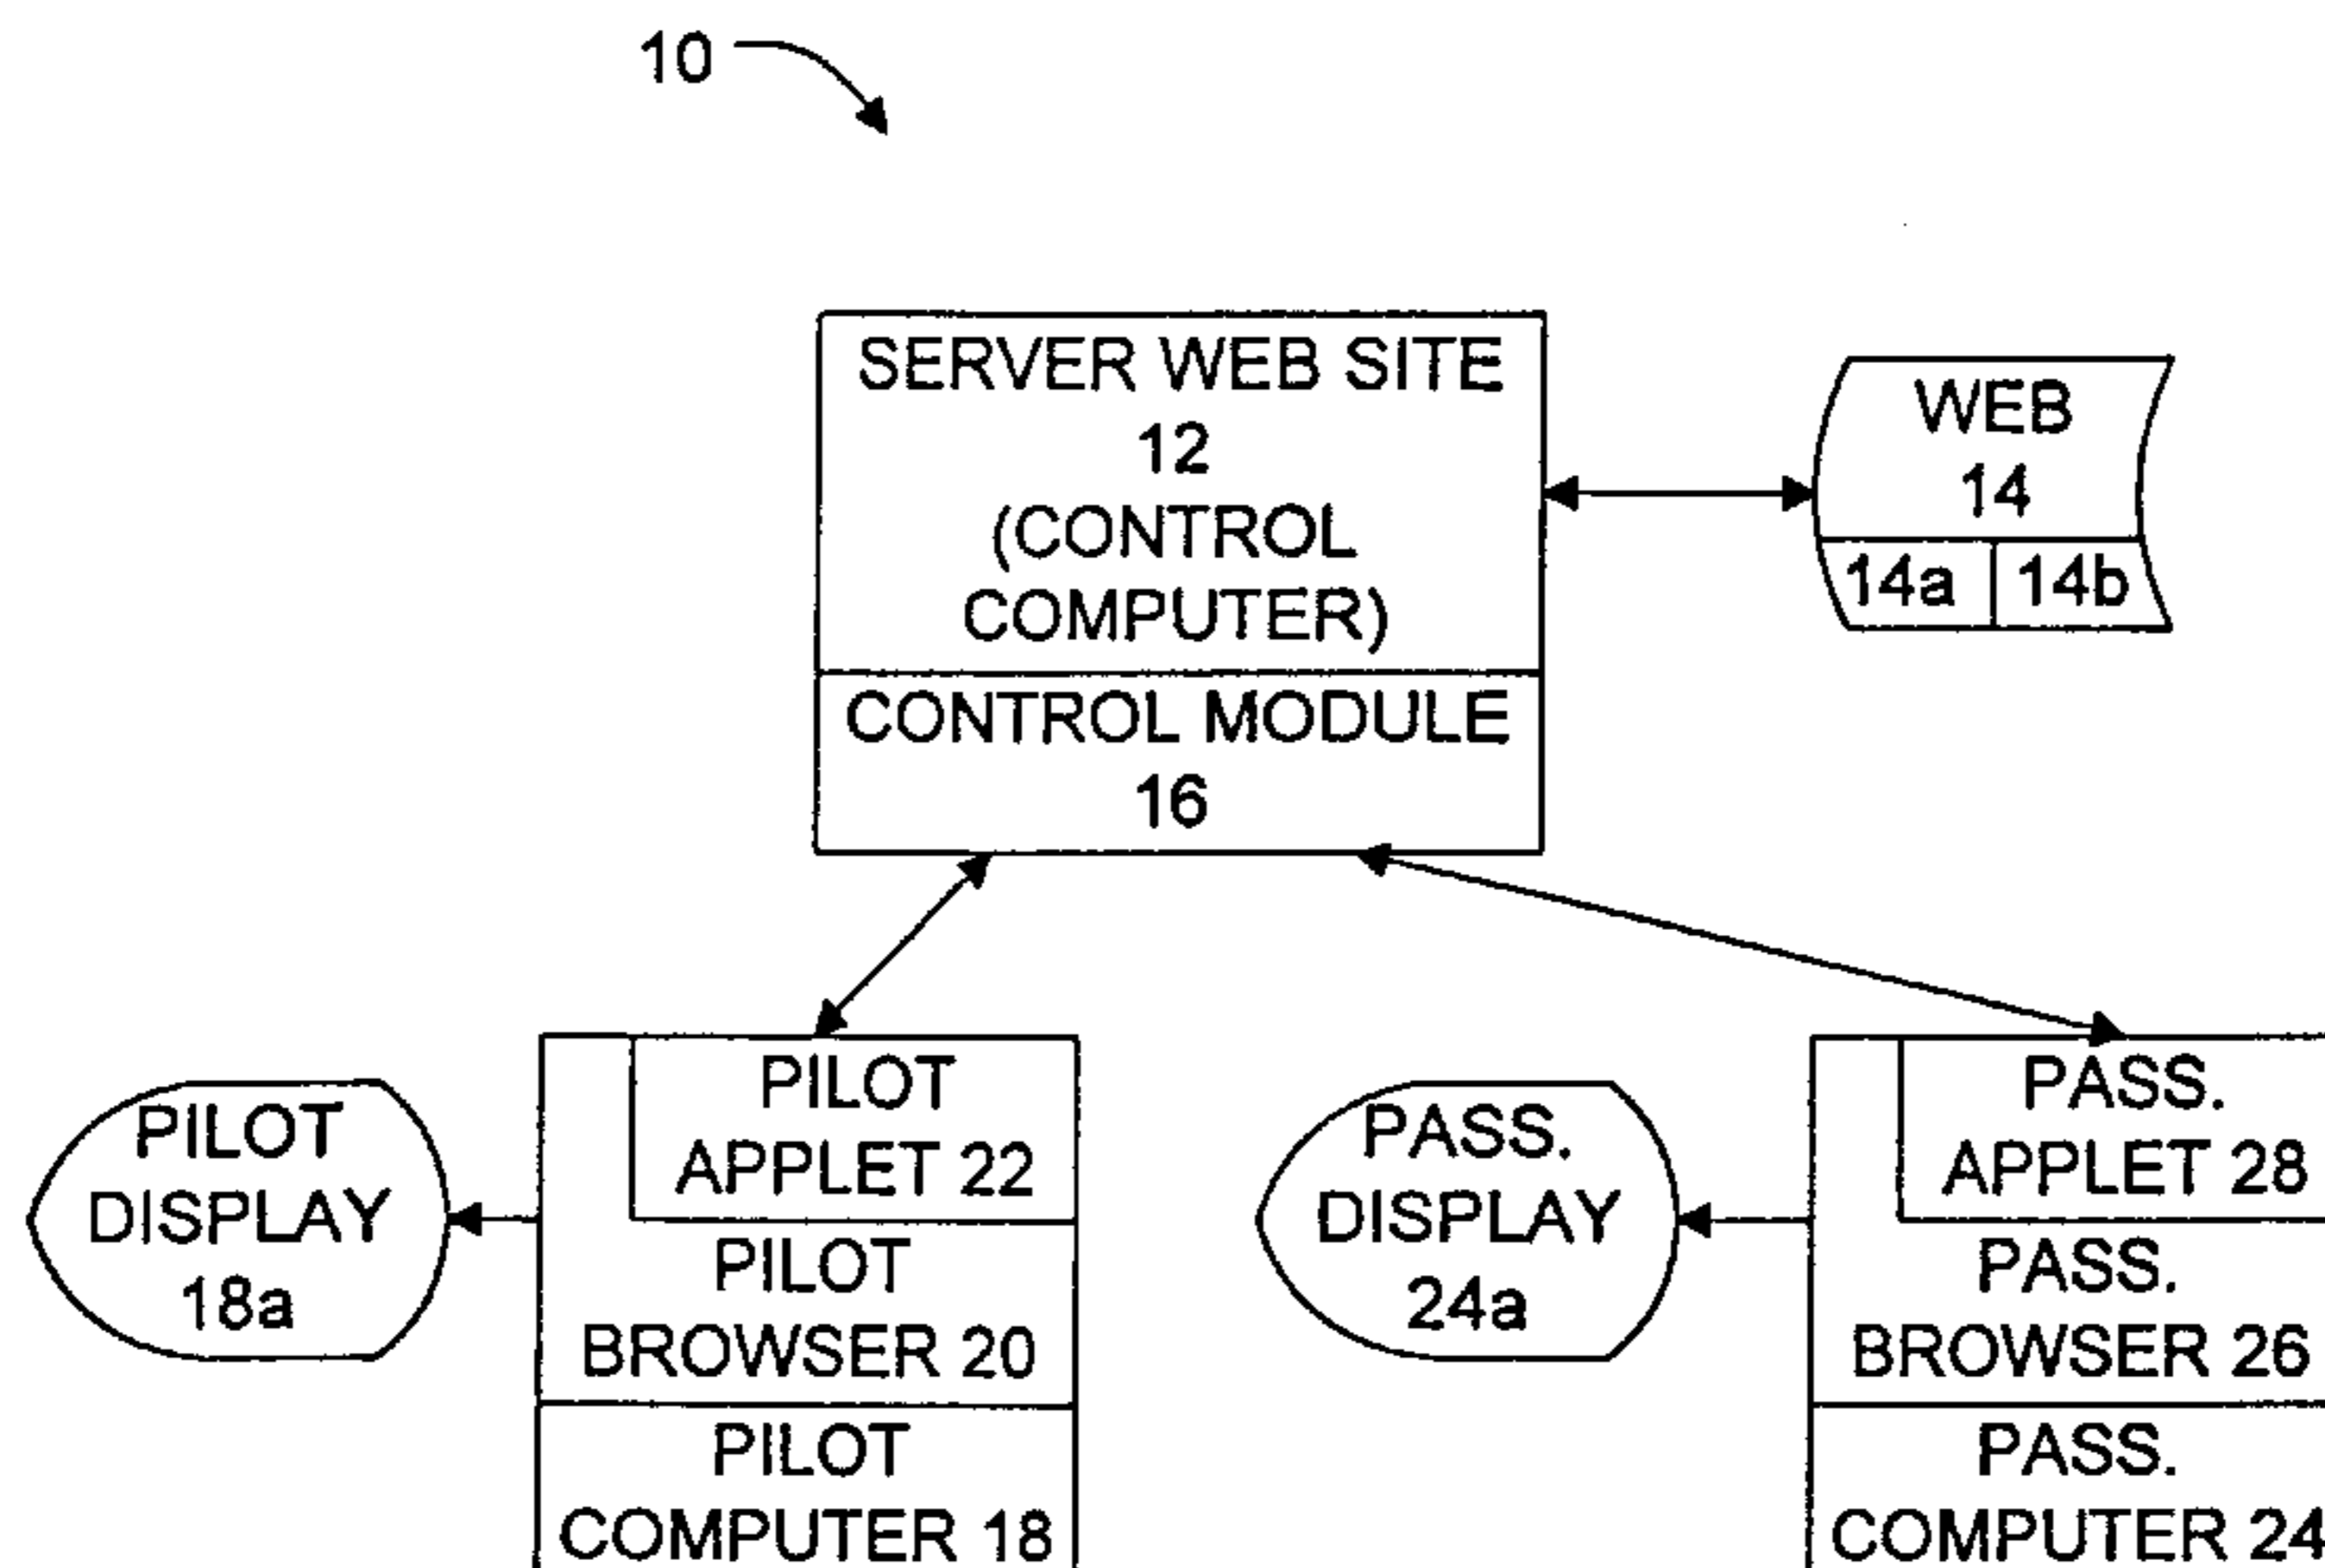 10
SERVER WEB SITE
12
(CONTROL
COMPUTER)
CONTROL MODULE
16
WEB
14
14a
14b
PILOT
DISPLAY
18a
PILOT
APPLET 22
PILOT
BROWSER 20
PILOT
COMPUTER 18
PASS.
DISPLAY
24a
PASS.
APPLET 28
PASS.
BROWSER 26
PASS.
COMPUTER 24